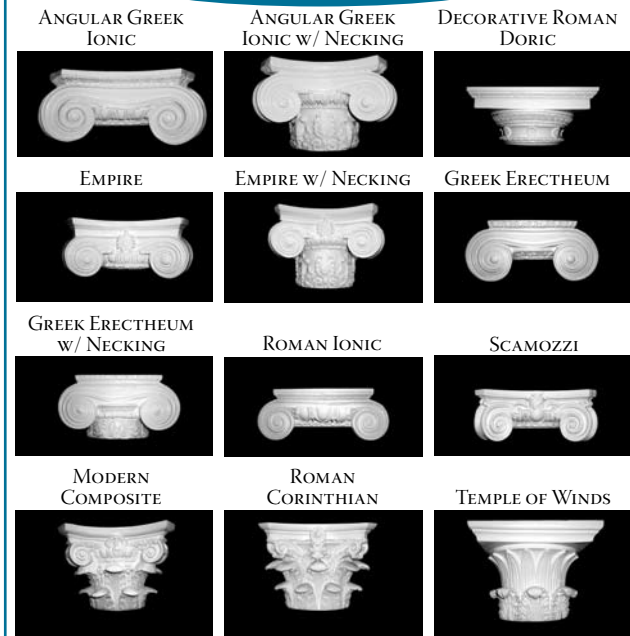 Angular Greek
Ionic
Angular Greek
Ionic w/ Necking
Decorative Roman
Doric
Empire
Empire w/ Necking
Greek Erectheum
Greek Erectheum
w/ Necking
Roman Ionic
Scamozzi
Modern
Composite
Roman
Corinthian
Temple of Winds